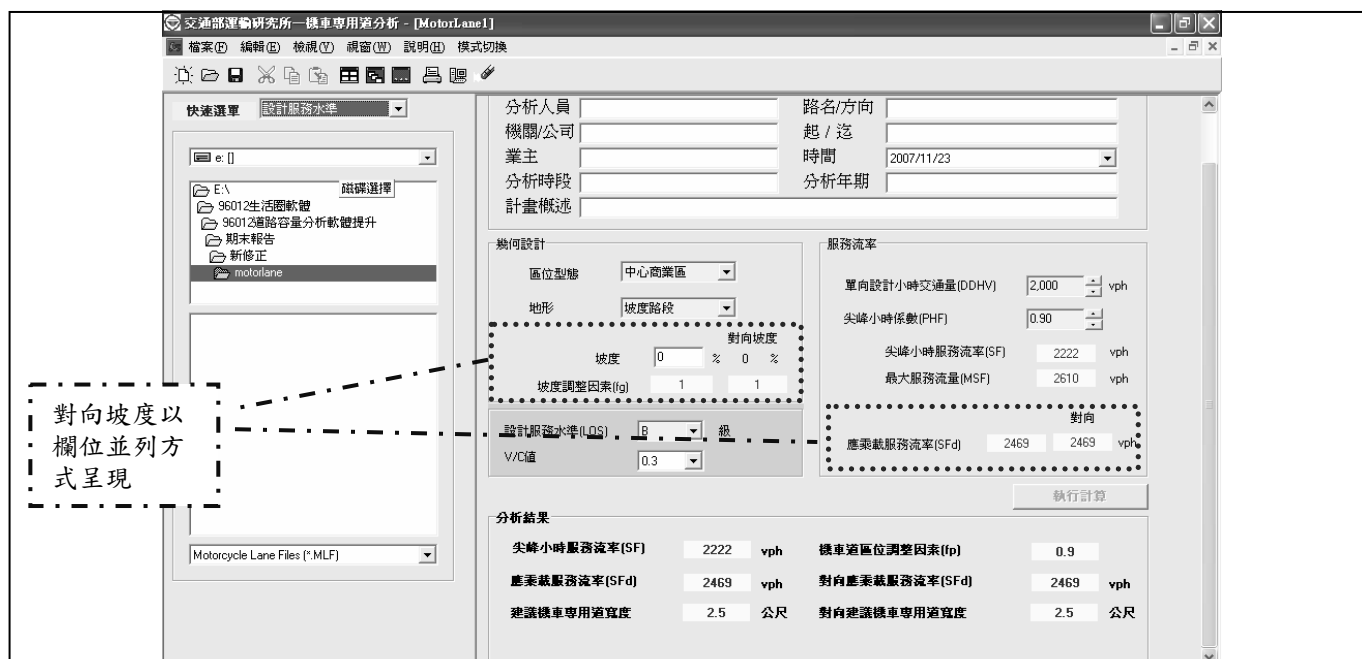 交通部運輸研究所—機車專用道分析 - [MotorLane1]
檔案(F) 編輯(E) 檢視(V) 視窗(W) 說明(H) 模式切換
快速選單 設計服務水準
e: []
E:\
磁碟選擇
96012生活圈軟體
96012道路容量分析軟體提升
期末報告
新修正
motorlane
Motorcycle Lane Files (*.MLF)
對向坡度以
欄位並列方
式呈現
分析人員
路名/方向
機關/公司
起 / 迄
業主
時間 2007/11/23
分析時段
分析年期
計畫概述
幾何設計
區位型態 中心商業區
地形 坡度路段
對向坡度
坡度 0 % 0 %
坡度調整因素(fg) 1 1
設計服務水準(LOS) B 級
V/C值 0.3
服務流率
單向設計小時交通量(DDHV) 2,000 vph
尖峰小時係數(PHF) 0.90
尖峰小時服務流率(SF) 2222 vph
最大服務流量(MSF) 2610 vph
對向
應乘載服務流率(SFd) 2469 2469 vph
執行計算
分析結果
尖峰小時服務流率(SF) 2222 vph 機車道區位調整因素(fp) 0.9
應乘載服務流率(SFd) 2469 vph 對向應乘載服務流率(SFd) 2469 vph
建議機車專用道寬度 2.5 公尺 對向建議機車專用道寬度 2.5 公尺